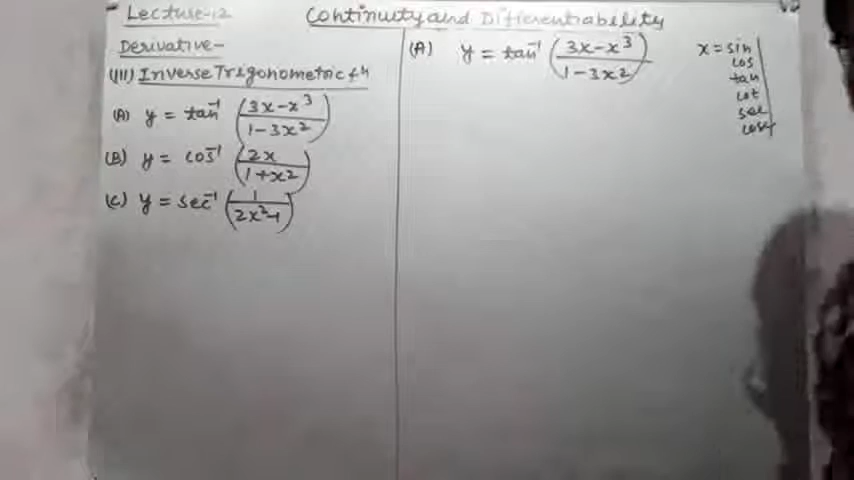 Lecture-12
Continuity and Differentiability
Derivative-
(III) Inverse Trigonometric fn
(A) y = tan⁻¹ (3x-x³ / 1-3x²)
(B) y = cos⁻¹ (2x / 1+x²)
(C) y = sec⁻¹ (1 / 2x²-1)
(A) y = tan⁻¹ (3x-x³ / 1-3x²)
x = sin
cos
tan
cot
sec